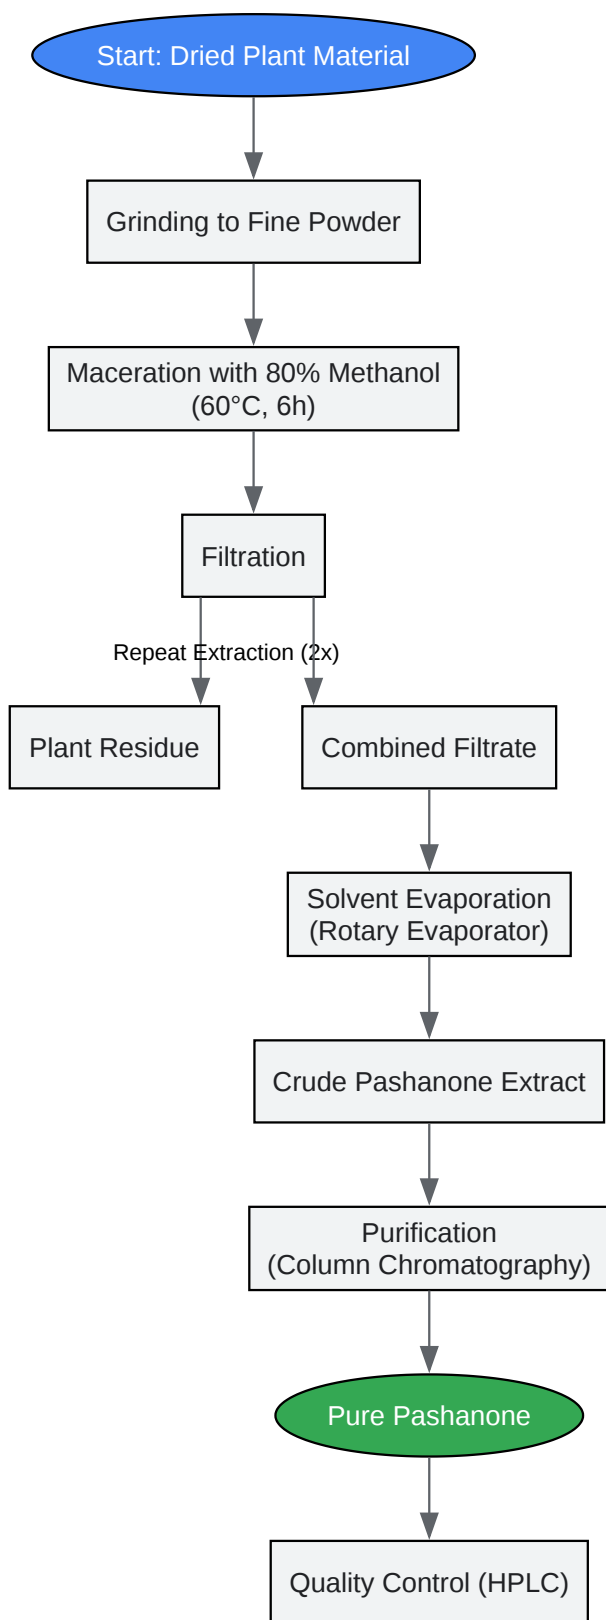 Start: Dried Plant Material
Grinding to Fine Powder
Maceration with 80% Methanol
(60°C, 6h)
Filtration
Repeat Extraction (2x)
Plant Residue
Combined Filtrate
Solvent Evaporation
(Rotary Evaporator)
Crude Pashanone Extract
Purification
(Column Chromatography)
Pure Pashanone
Quality Control (HPLC)